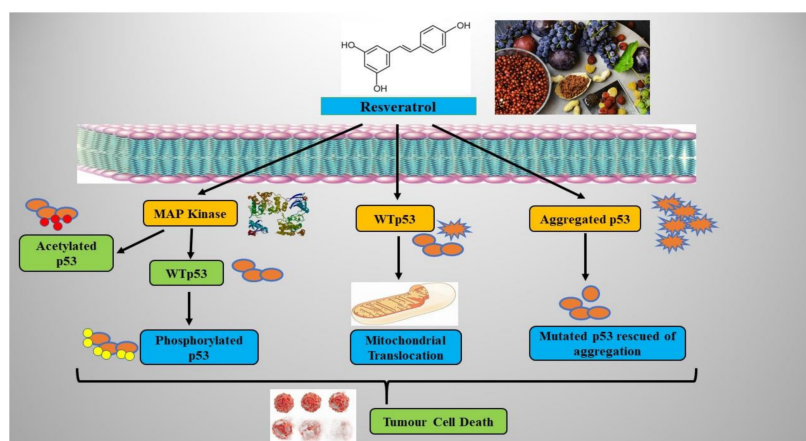 OH
HO
OH
Resveratrol
MAP Kinase
WTp53
Aggregated p53
Acetylated
p53
WTp53
Phosphorylated
p53
Mitochondrial
Translocation
Mutated p53 rescued of
aggregation
Tumour Cell Death